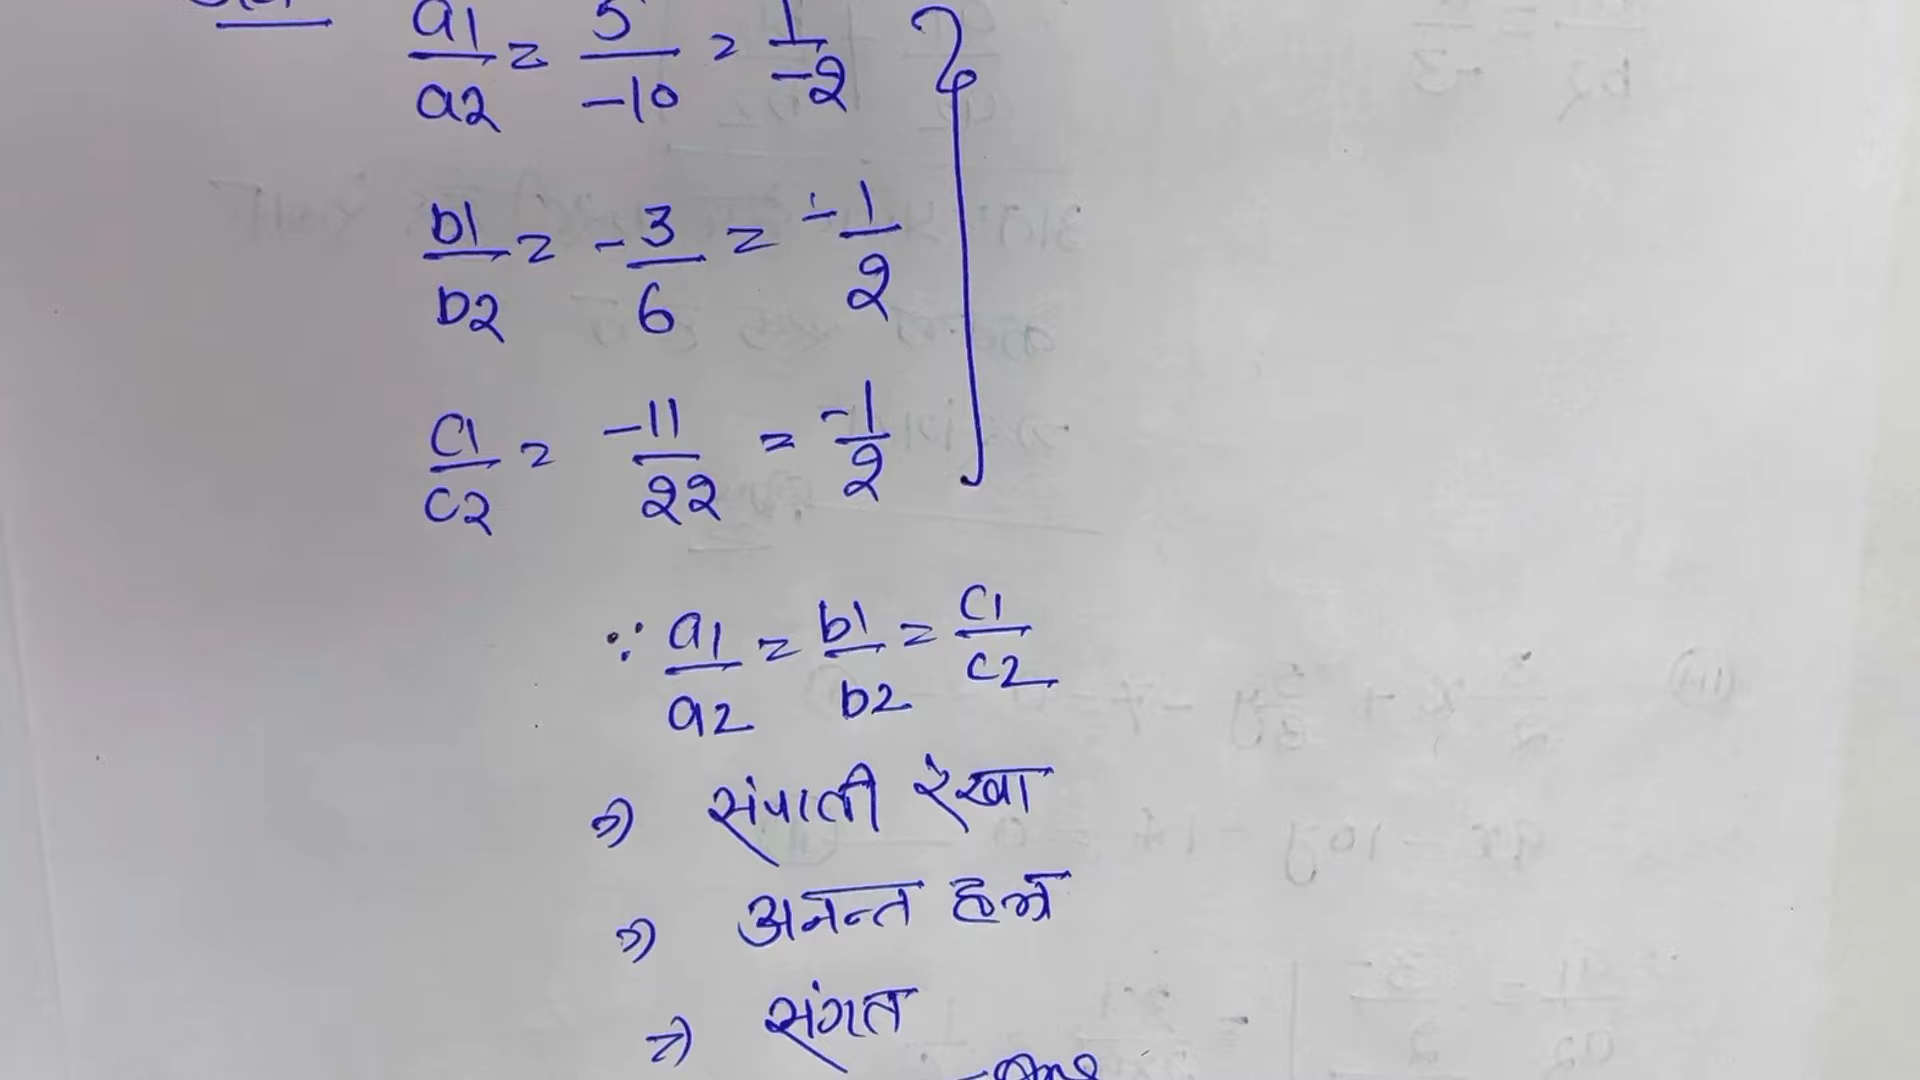 a1/a2 = 5/-10 = 1/-2
b1/b2 = -3/6 = -1/2
c1/c2 = -11/22 = -1/2
∵ a1/a2 = b1/b2 = c1/c2
⇒ संपाती रेखा
⇒ अनन्त हल
⇒ संगत
Ans